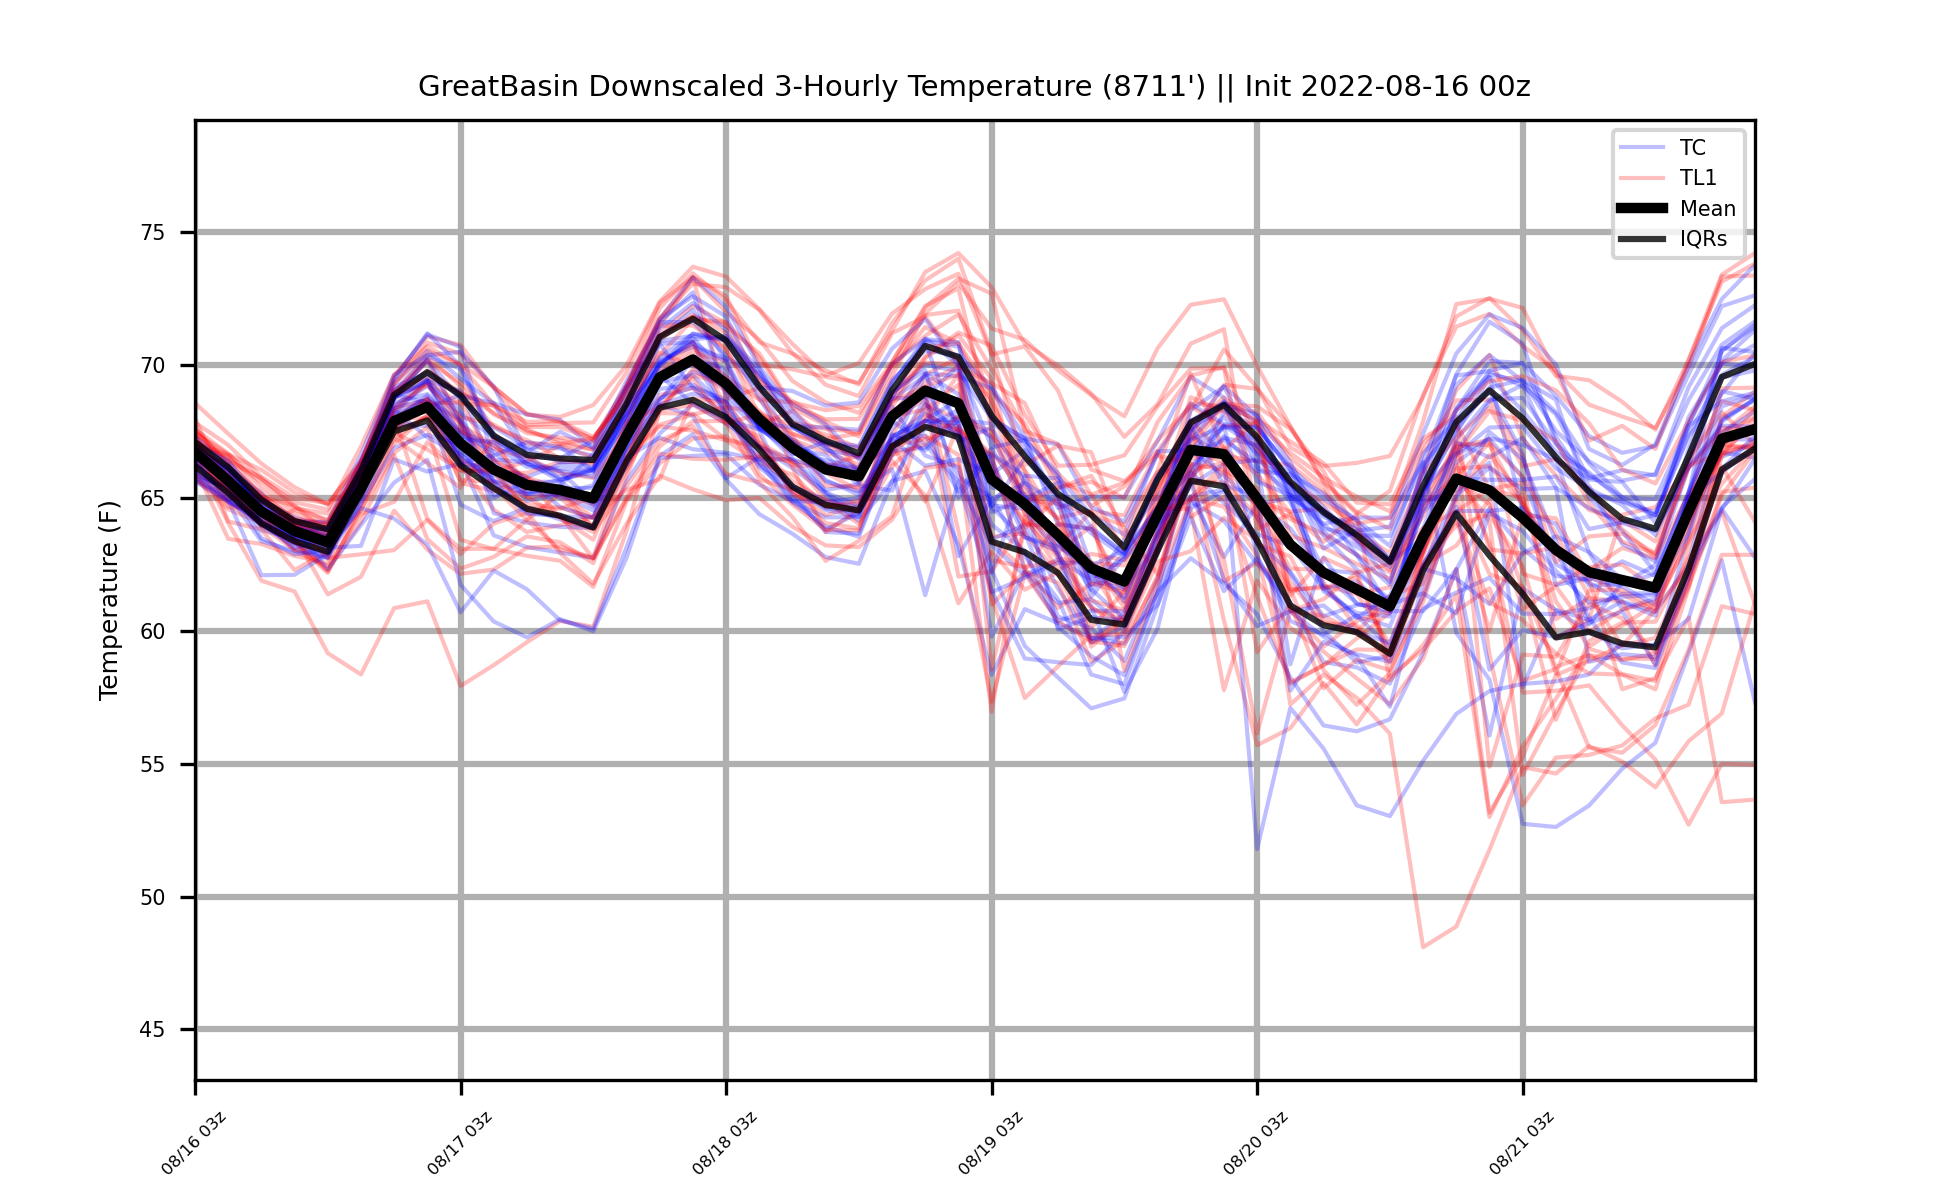 GreatBasin Downscaled 3-Hourly Temperature (8711') || Init 2022-08-16 00z
TC
TL1
Mean
IQRs
Temperature (F)
75
70
65
60
55
50
45
08/16 03z
08/17 03z
08/18 03z
08/19 03z
08/20 03z
08/21 03z